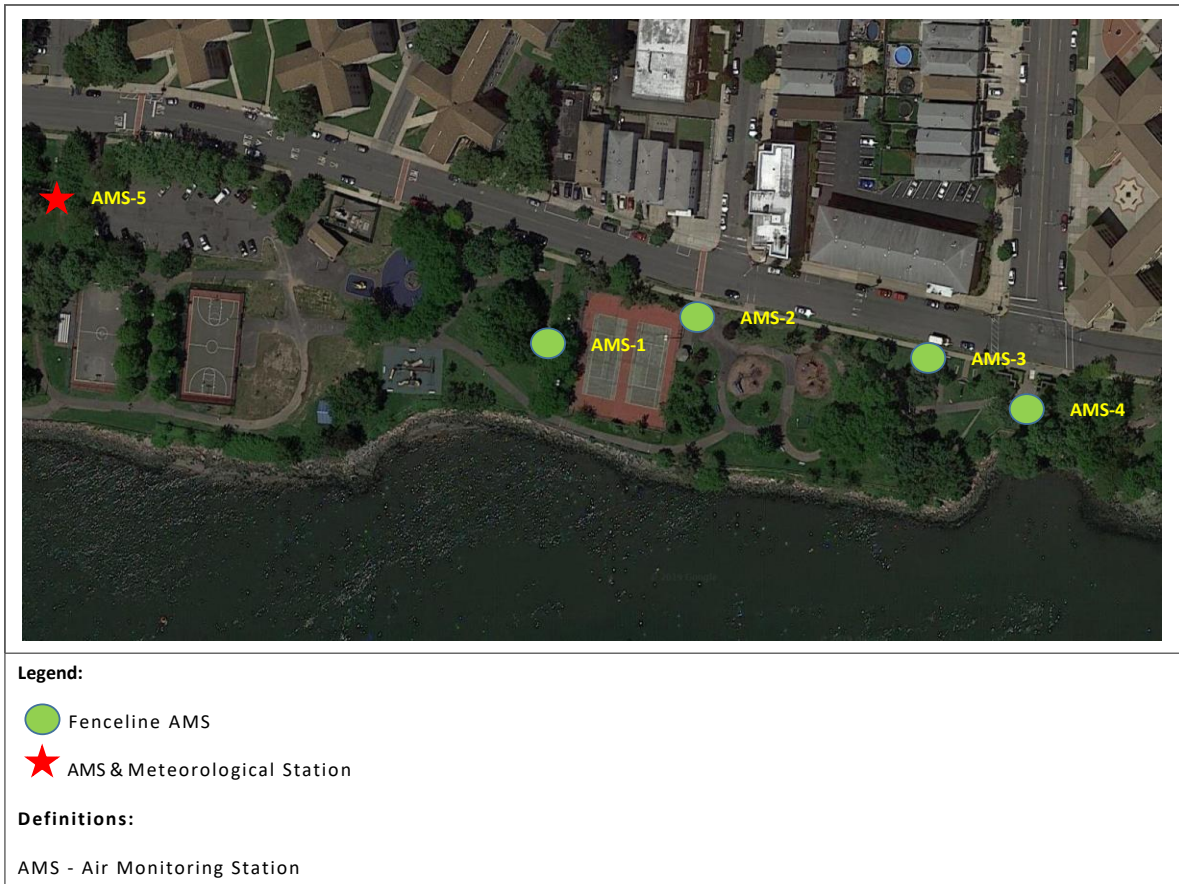 AMS-5
AMS-2
AMS-1
AMS-3
AMS-4
Legend:
Fenceline AMS
AMS & Meteorological Station
Definitions:
AMS - Air Monitoring Station